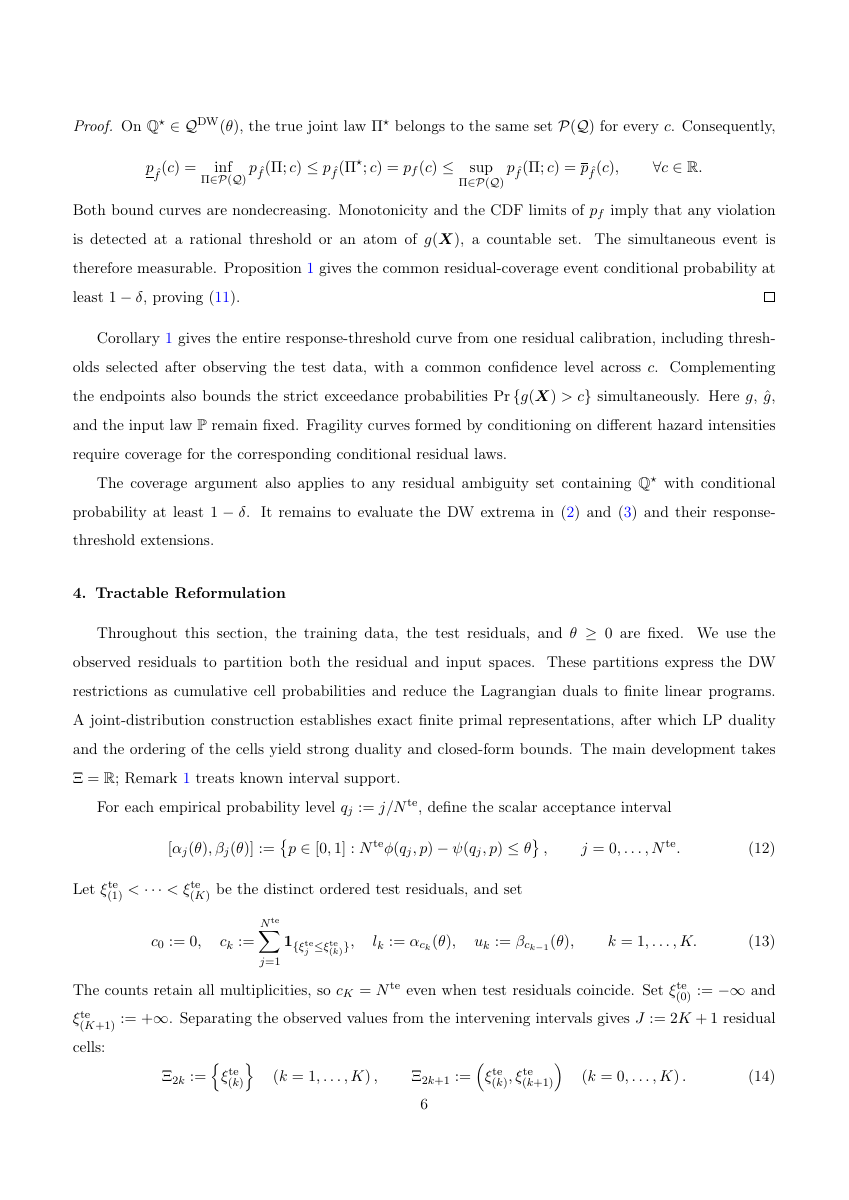 Proof. On ℚ⋆ ∈ 𝒬^DW(θ), the true joint law Π⋆ belongs to the same set 𝒫(𝒬) for every c. Consequently,
p̲_f̂(c) = inf_{Π∈𝒫(𝒬)} p_f̂(Π; c) ≤ p_f̂(Π⋆; c) = p_f(c) ≤ sup_{Π∈𝒫(𝒬)} p_f̂(Π; c) = p̅_f̂(c), ∀c ∈ ℝ.
Both bound curves are nondecreasing. Monotonicity and the CDF limits of p_f imply that any violation
is detected at a rational threshold or an atom of g(X), a countable set. The simultaneous event is
therefore measurable. Proposition 1 gives the common residual-coverage event conditional probability at
least 1 − δ, proving (11). □
Corollary 1 gives the entire response-threshold curve from one residual calibration, including thresh-
olds selected after observing the test data, with a common confidence level across c. Complementing
the endpoints also bounds the strict exceedance probabilities Pr {g(X) > c} simultaneously. Here g, ĝ,
and the input law ℙ remain fixed. Fragility curves formed by conditioning on different hazard intensities
require coverage for the corresponding conditional residual laws.
The coverage argument also applies to any residual ambiguity set containing ℚ⋆ with conditional
probability at least 1 − δ. It remains to evaluate the DW extrema in (2) and (3) and their response-
threshold extensions.
4. Tractable Reformulation
Throughout this section, the training data, the test residuals, and θ ≥ 0 are fixed. We use the
observed residuals to partition both the residual and input spaces. These partitions express the DW
restrictions as cumulative cell probabilities and reduce the Lagrangian duals to finite linear programs.
A joint-distribution construction establishes exact finite primal representations, after which LP duality
and the ordering of the cells yield strong duality and closed-form bounds. The main development takes
Ξ = ℝ; Remark 1 treats known interval support.
For each empirical probability level q_j := j/N^te, define the scalar acceptance interval
[α_j(θ), β_j(θ)] := {p ∈ [0, 1] : N^te ϕ(q_j, p) − ψ(q_j, p) ≤ θ}, j = 0, . . . , N^te. (12)
Let ξ^te_(1) < · · · < ξ^te_(K) be the distinct ordered test residuals, and set
c_0 := 0, c_k := ∑_{j=1}^{N^te} 1_{{ξ^te_j ≤ ξ^te_(k)}}, l_k := α_{c_k}(θ), u_k := β_{c_{k−1}}(θ), k = 1, . . . , K. (13)
The counts retain all multiplicities, so c_K = N^te even when test residuals coincide. Set ξ^te_(0) := −∞ and
ξ^te_(K+1) := +∞. Separating the observed values from the intervening intervals gives J := 2K + 1 residual
cells:
Ξ_{2k} := {ξ^te_(k)} (k = 1, . . . , K), Ξ_{2k+1} := (ξ^te_(k), ξ^te_(k+1)) (k = 0, . . . , K). (14)
6